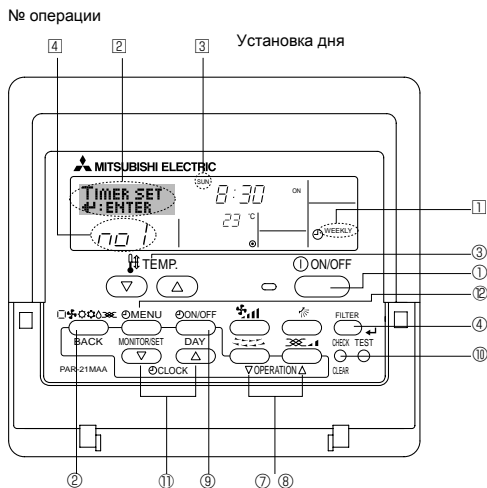 № операции
4 2 3 Установка дня
MITSUBISHI ELECTRIC
TIMER SET
:ENTER
SUN
8:30 ON
23 °C
WEEKLY
1
no 1
TEMP.
ON/OFF
③
①
⑫
MENU ON/OFF FILTER
④
BACK MONITOR/SET DAY CHECK TEST
⑩
PAR-21MAA CLOCK OPERATION CLEAR
② ⑪ ⑨ ⑦ ⑧